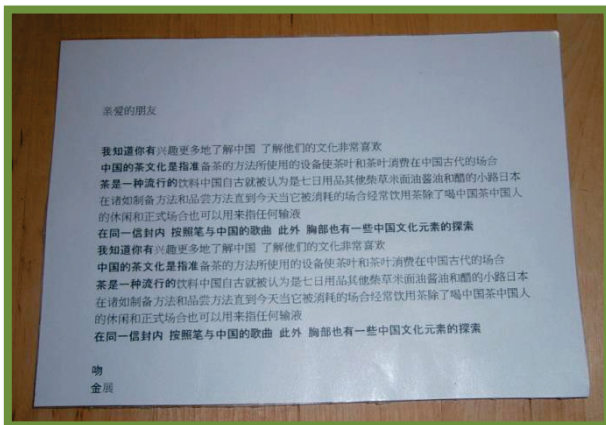 亲爱的朋友
我知道你有兴趣更多地了解中国 了解他们的文化非常喜欢
中国的茶文化是指准备茶的方法所使用的设备使茶叶和茶叶消费在中国古代的场合
茶是一种流行的饮料中国自古就被认为是七日用品其他柴草米面油酱油和醋的小路日本
在诸如制备方法和品尝方法直到今天当它被消耗的场合经常饮用茶除了喝中国茶中国人
的休闲和正式场合也可以用来指任何输液
在同一信封内 按照笔与中国的歌曲 此外 胸部也有一些中国文化元素的探索
我知道你有兴趣更多地了解中国 了解他们的文化非常喜欢
中国的茶文化是指准备茶的方法所使用的设备使茶叶和茶叶消费在中国古代的场合
茶是一种流行的饮料中国自古就被认为是七日用品其他柴草米面油酱油和醋的小路日本
在诸如制备方法和品尝方法直到今天当它被消耗的场合经常饮用茶除了喝中国茶中国人
的休闲和正式场合也可以用来指任何输液
在同一信封内 按照笔与中国的歌曲 此外 胸部也有一些中国文化元素的探索
吻
金展